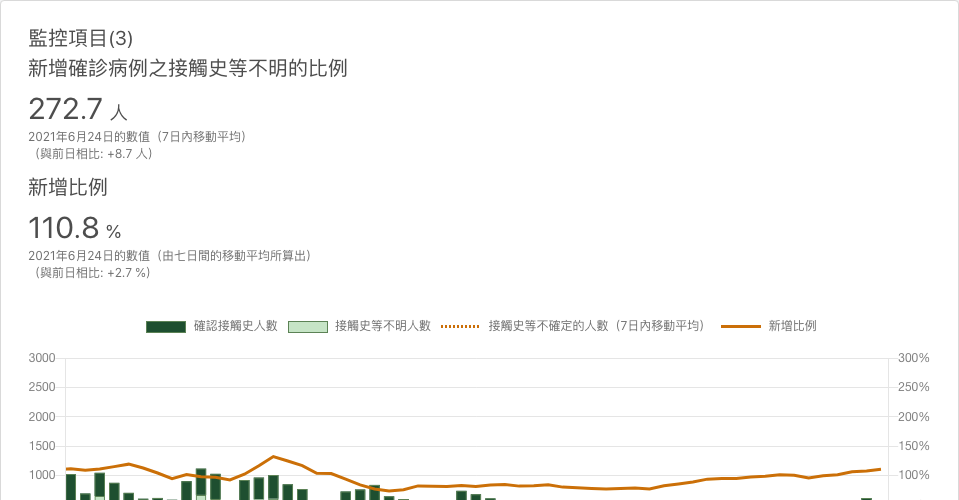 監控項目(3)
新增確診病例之接觸史等不明的比例
272.7 人
2021年6月24日的數值（7日內移動平均）
（與前日相比: +8.7 人）
新增比例
110.8 %
2021年6月24日的數值（由七日間的移動平均所算出）
（與前日相比: +2.7 %）
確認接觸史人數 接觸史等不明人數 接觸史等不確定的人數（7日內移動平均） 新增比例
3000 300%
2500 250%
2000 200%
1500 150%
1000 100%